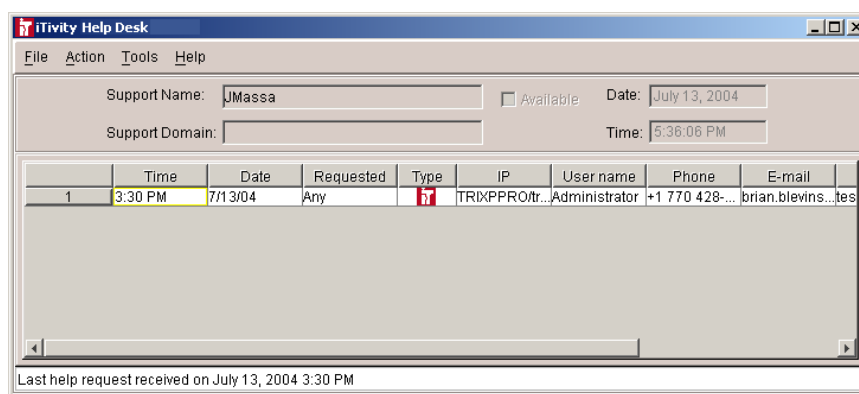 iTivity Help Desk
File Action Tools Help
Support Name: JMassa Available Date: July 13, 2004
Support Domain: Time: 5:36:06 PM
Time Date Requested Type IP User name Phone E-mail
1 3:30 PM 7/13/04 Any TRIXPPRO/tr... Administrator +1 770 428-... brian.blevins... tes
Last help request received on July 13, 2004 3:30 PM